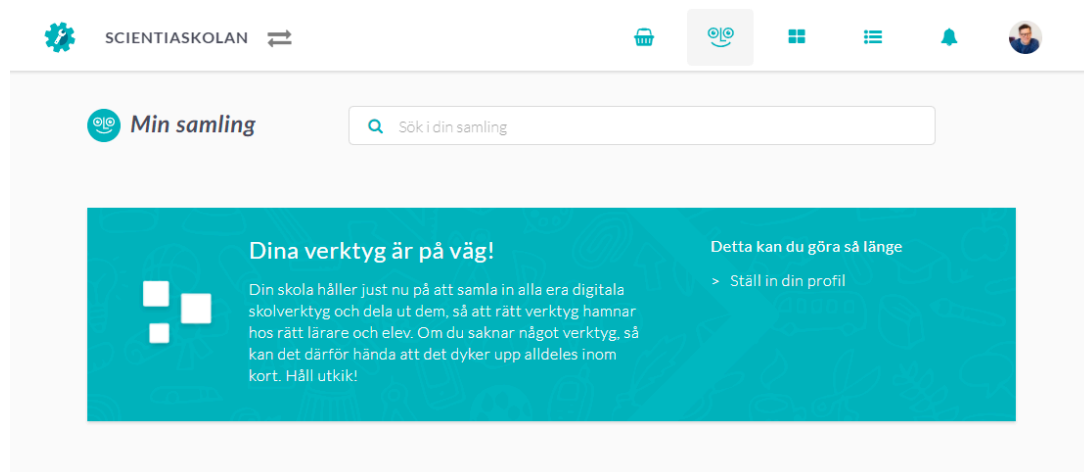 SCIENTIASKOLAN
Min samling
Sök i din samling
Dina verktyg är på väg!
Din skola håller just nu på att samla in alla era digitala
skolverktyg och dela ut dem, så att rätt verktyg hamnar
hos rätt lärare och elev. Om du saknar något verktyg, så
kan det därför hända att det dyker upp alldeles inom
kort. Håll utkik!
Detta kan du göra så länge
> Ställ in din profil